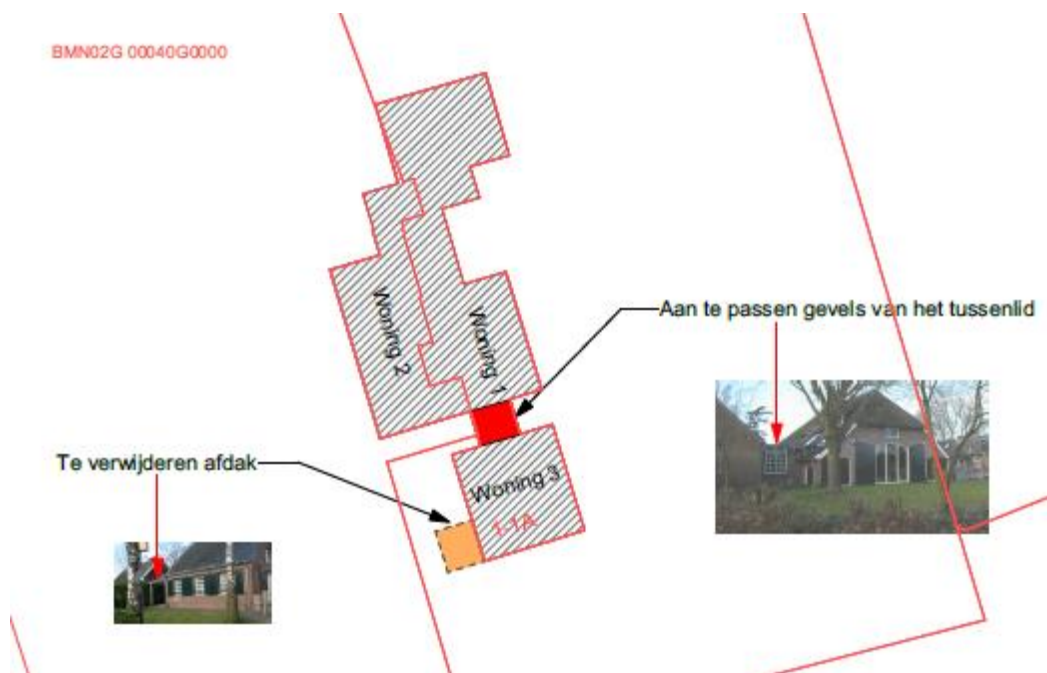 BMN02G 00040G0000
Woning 2
Woning 1
Aan te passen gevels van het tussenlid
Te verwijderen afdak
Woning 3
1-1A